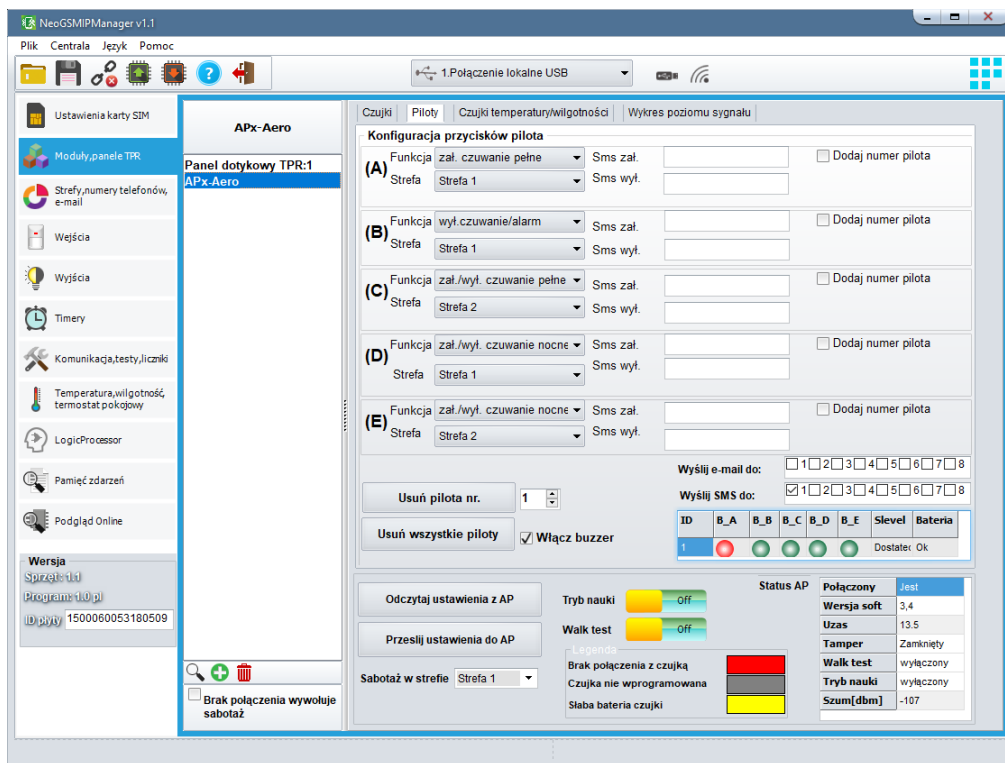 NeoGSMIPManager v1.1
Plik Centrala Język Pomoc
1.Połączenie lokalne USB
Ustawienia karty SIM
Moduły,panele TPR
Strefy,numery telefonów,
e-mail
Wejścia
Wyjścia
Timery
Komunikacja,testy,liczniki
Temperatura,wilgotność,
termostat pokojowy
LogicProcessor
Pamięć zdarzeń
Podgląd Online
Wersja
Sprzęt: 1.1
Program: 1.0 pl
ID płyty 1500060053180509
APx-Aero
Panel dotykowy TPR:1
APx-Aero
Brak połączenia wywołuje
sabotaż
Czujki Piloty Czujki temperatury/wilgotności Wykres poziomu sygnału
Konfiguracja przycisków pilota
(A) Funkcja zał. czuwanie pełne Sms zał. Dodaj numer pilota
Strefa Strefa 1 Sms wył.
(B) Funkcja wył.czuwanie/alarm Sms zał. Dodaj numer pilota
Strefa Strefa 1 Sms wył.
(C) Funkcja zał./wył. czuwanie pełne Sms zał. Dodaj numer pilota
Strefa Strefa 2 Sms wył.
(D) Funkcja zał./wył. czuwanie nocne Sms zał. Dodaj numer pilota
Strefa Strefa 1 Sms wył.
(E) Funkcja zał./wył. czuwanie nocne Sms zał. Dodaj numer pilota
Strefa Strefa 2 Sms wył.
Wyślij e-mail do: 1 2 3 4 5 6 7 8
Wyślij SMS do: 1 2 3 4 5 6 7 8
Usuń pilota nr. 1
Usuń wszystkie piloty Włącz buzzer
ID B_A B_B B_C B_D B_E Slevel Bateria
1 Dostatec Ok
Odczytaj ustawienia z AP
Prześlij ustawienia do AP
Sabotaż w strefie Strefa 1
Tryb nauki Off
Walk test Off
Legenda
Brak połączenia z czujką
Czujka nie wprogramowana
Słaba bateria czujki
Status AP
Połączony Jest
Wersja soft 3,4
Uzas 13.5
Tamper Zamknięty
Walk test wyłączony
Tryb nauki wyłączony
Szum[dbm] -107